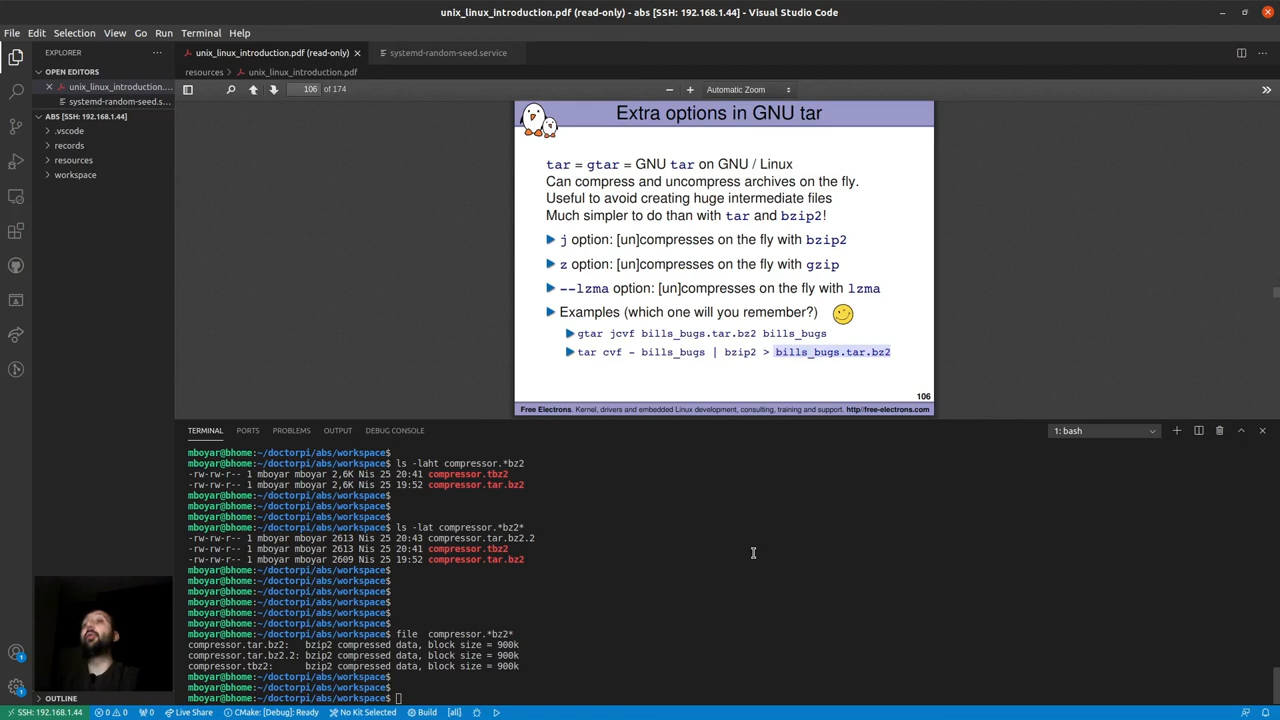 unix_linux_introduction.pdf (read-only) - abs [SSH: 192.168.1.44] - Visual Studio Code
File Edit Selection View Go Run Terminal Help
EXPLORER
unix_linux_introduction.pdf (read-only)
systemd-random-seed.service
OPEN EDITORS
resources > unix_linux_introduction.pdf
unix_linux_introduction....
systemd-random-seed.s...
106 of 174
Automatic Zoom
ABS [SSH: 192.168.1.44]
.vscode
records
resources
workspace
Extra options in GNU tar
tar = gtar = GNU tar on GNU / Linux
Can compress and uncompress archives on the fly.
Useful to avoid creating huge intermediate files
Much simpler to do than with tar and bzip2!
j option: [un]compresses on the fly with bzip2
z option: [un]compresses on the fly with gzip
--lzma option: [un]compresses on the fly with lzma
Examples (which one will you remember?)
gtar jcvf bills_bugs.tar.bz2 bills_bugs
tar cvf - bills_bugs | bzip2 > bills_bugs.tar.bz2
106
Free Electrons. Kernel, drivers and embedded Linux development, consulting, training and support. http//free-electrons.com
TERMINAL PORTS PROBLEMS OUTPUT DEBUG CONSOLE
1: bash
mboyar@bhome:~/doctorpi/abs/workspace$
mboyar@bhome:~/doctorpi/abs/workspace$ ls -laht compressor.*bz2
-rw-rw-r-- 1 mboyar mboyar 2,6K Nis 25 20:41 compressor.tbz2
-rw-rw-r-- 1 mboyar mboyar 2,6K Nis 25 19:52 compressor.tar.bz2
mboyar@bhome:~/doctorpi/abs/workspace$
mboyar@bhome:~/doctorpi/abs/workspace$
mboyar@bhome:~/doctorpi/abs/workspace$
mboyar@bhome:~/doctorpi/abs/workspace$ ls -lat compressor.*bz2*
-rw-rw-r-- 1 mboyar mboyar 2613 Nis 25 20:43 compressor.tar.bz2.2
-rw-rw-r-- 1 mboyar mboyar 2613 Nis 25 20:41 compressor.tbz2
-rw-rw-r-- 1 mboyar mboyar 2609 Nis 25 19:52 compressor.tar.bz2
mboyar@bhome:~/doctorpi/abs/workspace$
mboyar@bhome:~/doctorpi/abs/workspace$
mboyar@bhome:~/doctorpi/abs/workspace$
mboyar@bhome:~/doctorpi/abs/workspace$
mboyar@bhome:~/doctorpi/abs/workspace$
mboyar@bhome:~/doctorpi/abs/workspace$
mboyar@bhome:~/doctorpi/abs/workspace$ file  compressor.*bz2*
compressor.tar.bz2:   bzip2 compressed data, block size = 900k
compressor.tar.bz2.2: bzip2 compressed data, block size = 900k
compressor.tbz2:      bzip2 compressed data, block size = 900k
mboyar@bhome:~/doctorpi/abs/workspace$
mboyar@bhome:~/doctorpi/abs/workspace$
mboyar@bhome:~/doctorpi/abs/workspace$
OUTLINE
SSH: 192.168.1.44 0 0 0 Live Share CMake: [Debug]: Ready No Kit Selected Build [all]